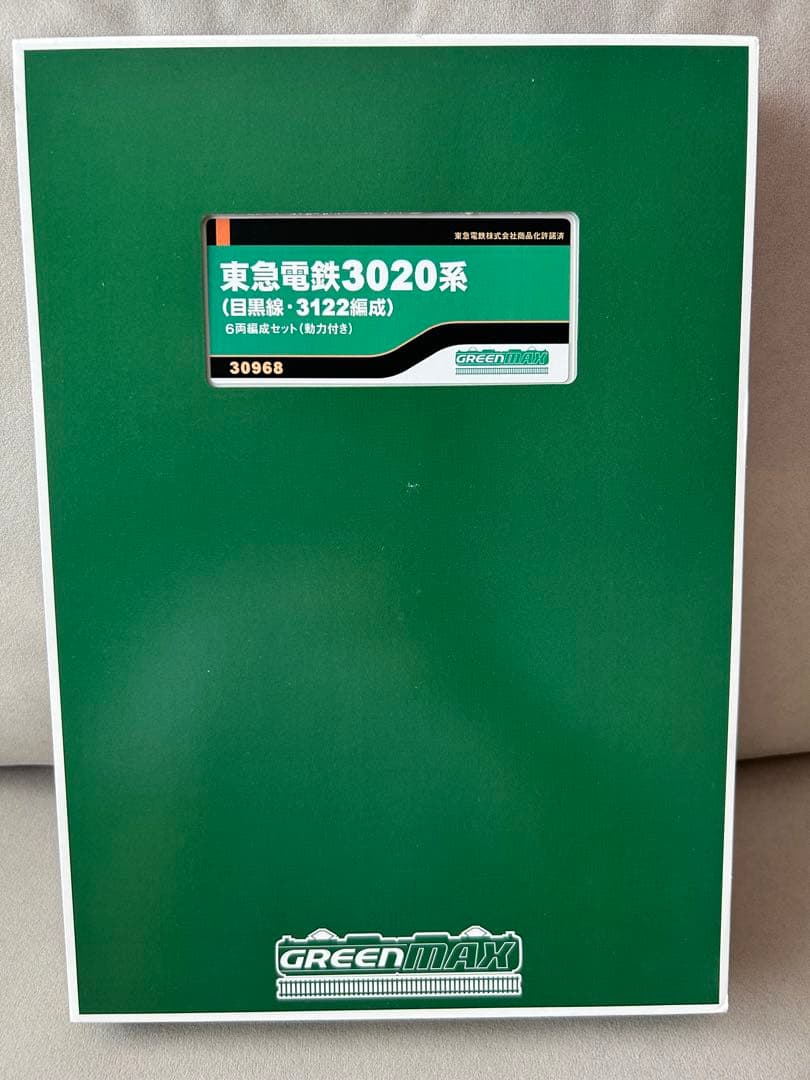 東急電鉄株式会社商品化許諾済
東急電鉄3020系
(目黒線・3122編成)
6両編成セット(動力付き)
GREENMAX
30968
GREENMAX